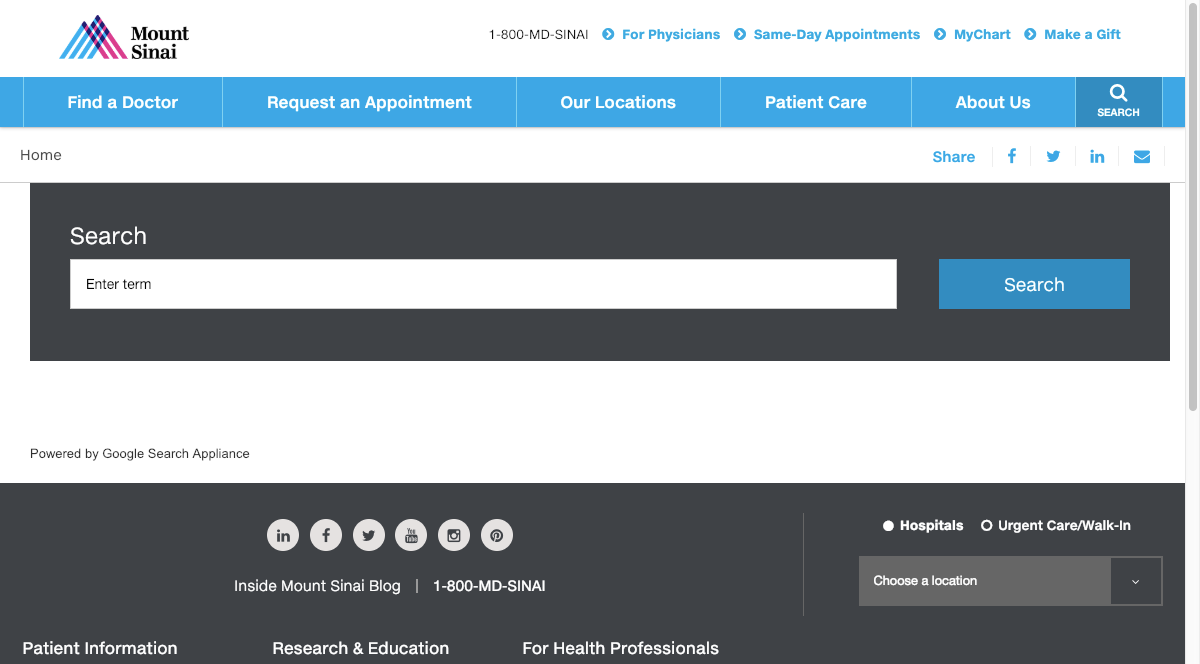 Mount
Sinai
1-800-MD-SINAI For Physicians Same-Day Appointments MyChart Make a Gift
Find a Doctor Request an Appointment Our Locations Patient Care About Us SEARCH
Home Share
Search
Enter term Search
Powered by Google Search Appliance
You
Tube
Hospitals Urgent Care/Walk-In
Choose a location
Inside Mount Sinai Blog | 1-800-MD-SINAI
Patient Information Research & Education For Health Professionals